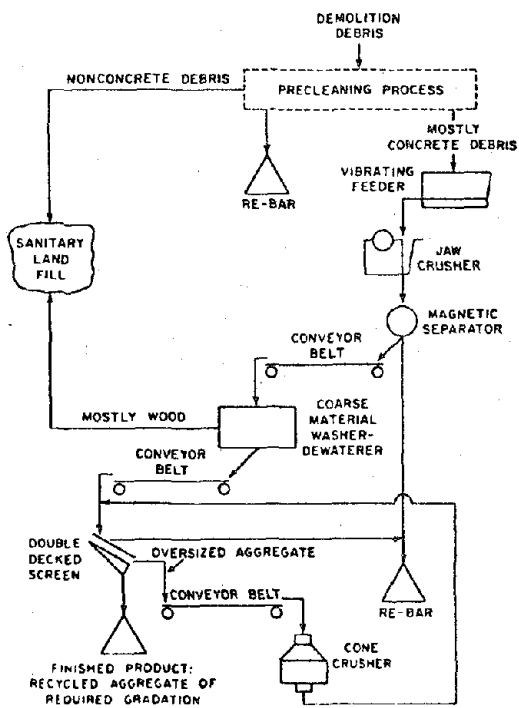 DEMOLITION
DEBRIS
NONCONCRETE DEBRIS
PRECLEANING PROCESS
MOSTLY
CONCRETE DEBRIS
RE-BAR
VIBRATING
FEEDER
SANITARY
LAND
FILL
JAW
CRUSHER
MAGNETIC
SEPARATOR
CONVEYOR
BELT
MOSTLY WOOD
COARSE
MATERIAL
WASHER-
DEWATERER
CONVEYOR
BELT
DOUBLE
DECKED
SCREEN
OVERSIZED AGGREGATE
CONVEYOR BELT
RE-BAR
CONE
CRUSHER
FINISHED PRODUCT:
RECYCLED AGGREGATE OF
REQUIRED GRADATION